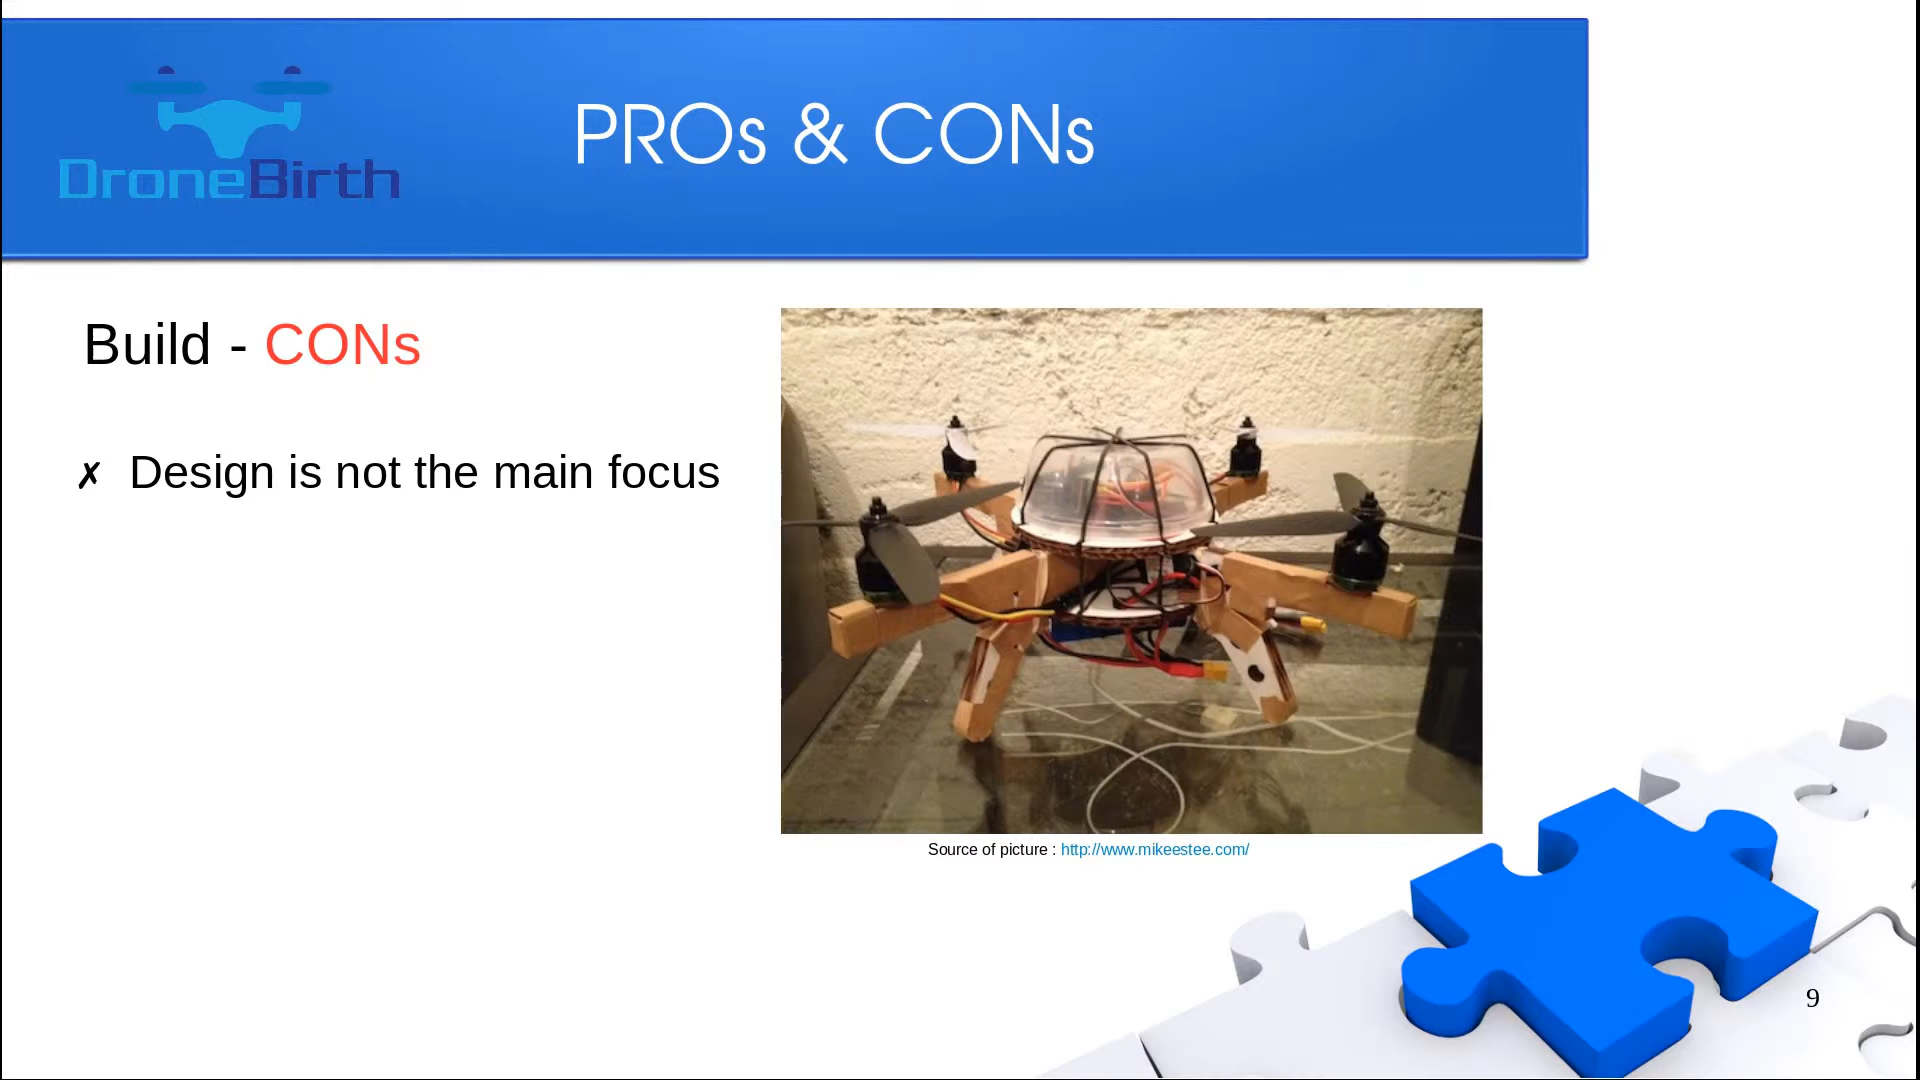 DroneBirth
PROs & CONs
Build - CONs
✗ Design is not the main focus
Source of picture : http://www.mikeestee.com/
9